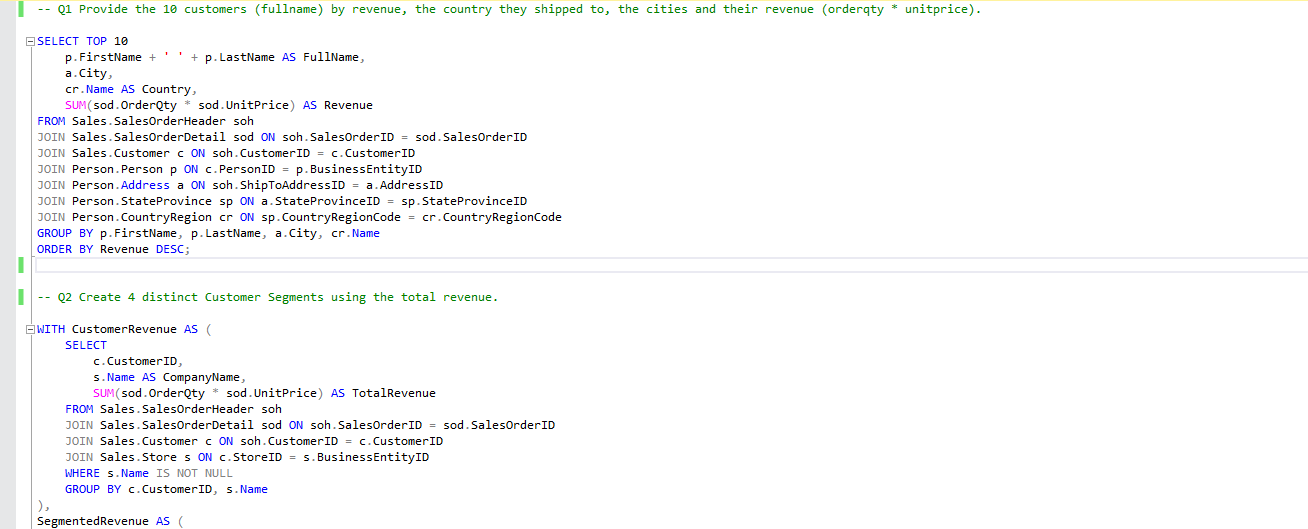 -- Q1 Provide the 10 customers (fullname) by revenue, the country they shipped to, the cities and their revenue (orderqty * unitprice).
SELECT TOP 10
p.FirstName + ' ' + p.LastName AS FullName,
a.City,
cr.Name AS Country,
SUM(sod.OrderQty * sod.UnitPrice) AS Revenue
FROM Sales.SalesOrderHeader soh
JOIN Sales.SalesOrderDetail sod ON soh.SalesOrderID = sod.SalesOrderID
JOIN Sales.Customer c ON soh.CustomerID = c.CustomerID
JOIN Person.Person p ON c.PersonID = p.BusinessEntityID
JOIN Person.Address a ON soh.ShipToAddressID = a.AddressID
JOIN Person.StateProvince sp ON a.StateProvinceID = sp.StateProvinceID
JOIN Person.CountryRegion cr ON sp.CountryRegionCode = cr.CountryRegionCode
GROUP BY p.FirstName, p.LastName, a.City, cr.Name
ORDER BY Revenue DESC;
-- Q2 Create 4 distinct Customer Segments using the total revenue.
WITH CustomerRevenue AS (
SELECT
c.CustomerID,
s.Name AS CompanyName,
SUM(sod.OrderQty * sod.UnitPrice) AS TotalRevenue
FROM Sales.SalesOrderHeader soh
JOIN Sales.SalesOrderDetail sod ON soh.SalesOrderID = sod.SalesOrderID
JOIN Sales.Customer c ON soh.CustomerID = c.CustomerID
JOIN Sales.Store s ON c.StoreID = s.BusinessEntityID
WHERE s.Name IS NOT NULL
GROUP BY c.CustomerID, s.Name
),
SegmentedRevenue AS (